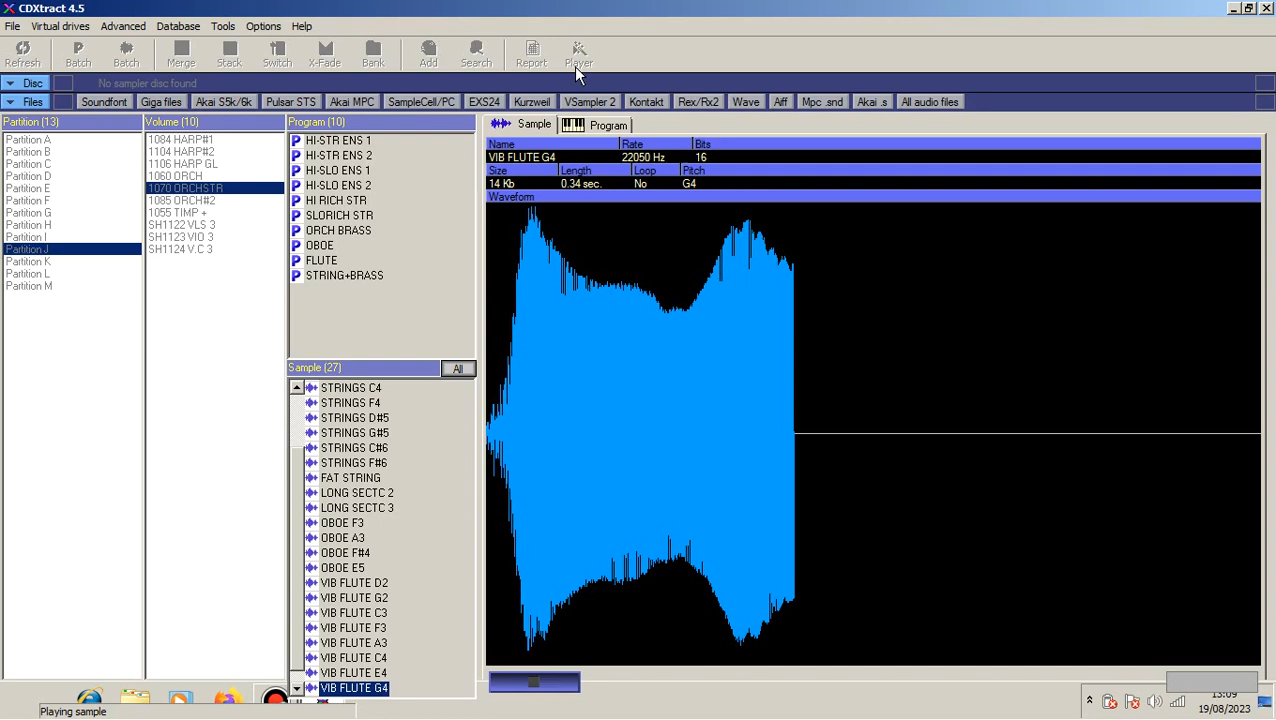 CDXtract 4.5
File Virtual drives Advanced Database Tools Options Help
Refresh Batch Batch Merge Stack Switch X-Fade Bank Add Search Report Player
Disc No sampler disc found
Files Soundfont Giga files Akai S5k/6k Pulsar STS Akai MPC SampleCell/PC EXS24 Kurzweil VSampler 2 Kontakt Rex/Rx2 Wave Aiff Mpc .snd Akai .s All audio files
Partition (13)
Partition A
Partition B
Partition C
Partition D
Partition E
Partition F
Partition G
Partition H
Partition I
Partition J
Partition K
Partition L
Partition M
Volume (10)
1084 HARP#1
1104 HARP#2
1106 HARP GL
1060 ORCH
1070 ORCHSTR
1085 ORCH#2
1055 TIMP +
SH1122 VLS 3
SH1123 VIO 3
SH1124 V.C 3
Program (10)
HI-STR ENS 1
HI-STR ENS 2
HI-SLO ENS 1
HI-SLO ENS 2
HI RICH STR
SLORICH STR
ORCH BRASS
OBOE
FLUTE
STRING+BRASS
Sample (27) All
STRINGS C4
STRINGS F4
STRINGS D#5
STRINGS G#5
STRINGS C#6
STRINGS F#6
FAT STRING
LONG SECTC 2
LONG SECTC 3
OBOE F3
OBOE A3
OBOE F#4
OBOE E5
VIB FLUTE D2
VIB FLUTE G2
VIB FLUTE C3
VIB FLUTE F3
VIB FLUTE A3
VIB FLUTE C4
VIB FLUTE E4
VIB FLUTE G4
Sample Program
Name Rate Bits
VIB FLUTE G4 22050 Hz 16
Size Length Loop Pitch
14 Kb 0.34 sec. No G4
Waveform
Playing sample
13:09
19/08/2023